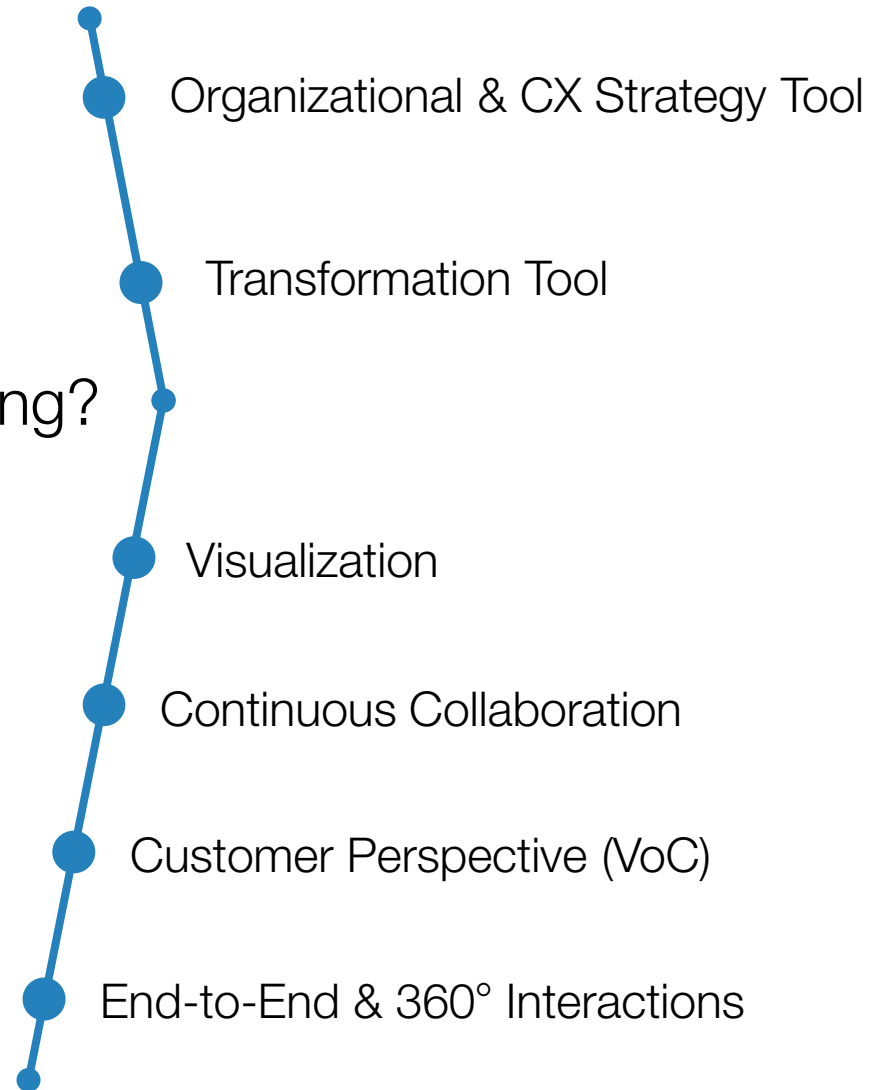 Organizational & CX Strategy Tool
Transformation Tool
ng?
Visualization
Continuous Collaboration
Customer Perspective (VoC)
End-to-End & 360° Interactions